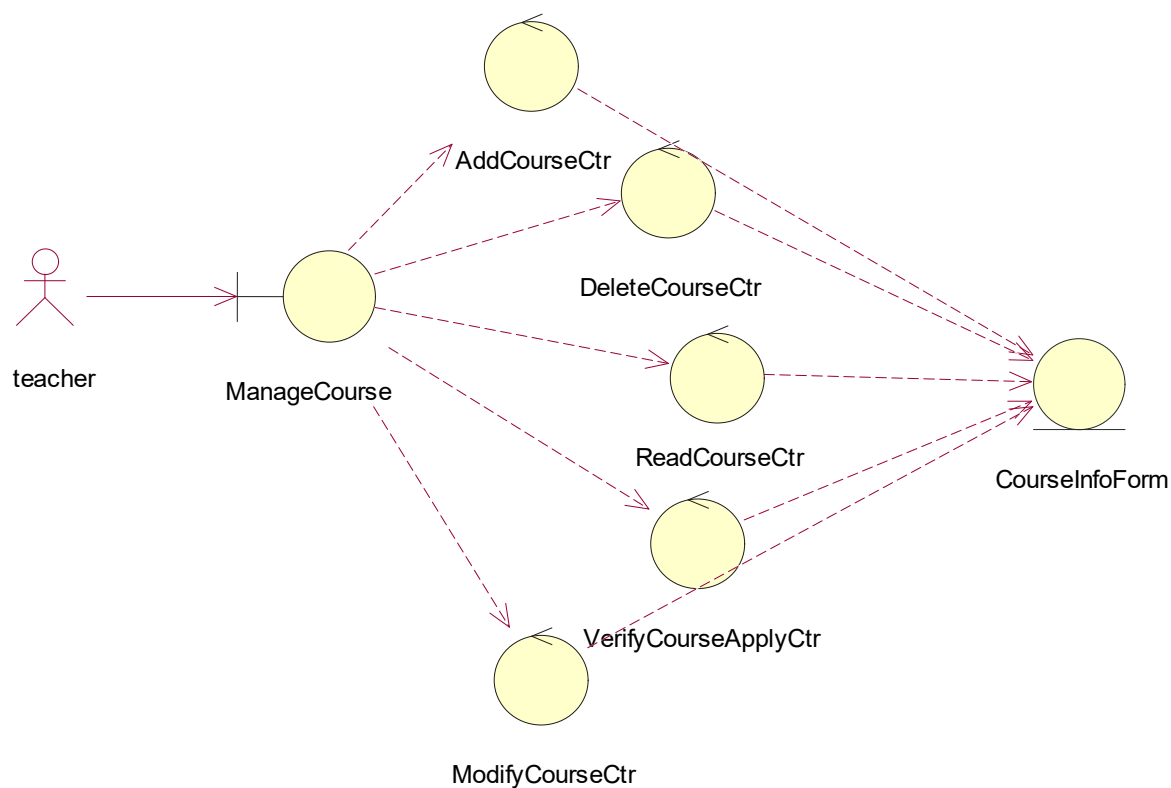 AddCourseCtr
DeleteCourseCtr
teacher
ManageCourse
ReadCourseCtr
CourseInfoForm
VerifyCourseApplyCtr
ModifyCourseCtr